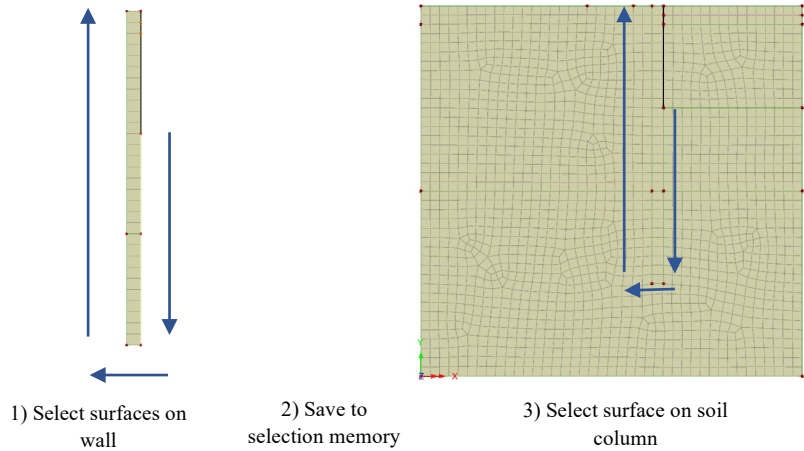 Y
Z
X
1) Select surfaces on
wall
2) Save to
selection memory
3) Select surface on soil
column